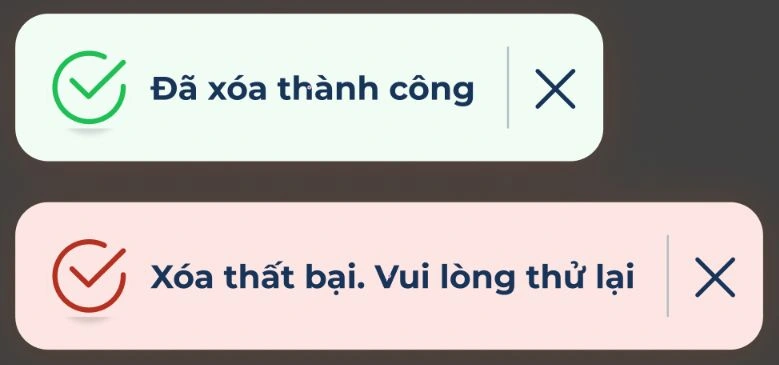 Đã xóa thành công
Xóa thất bại. Vui lòng thử lại